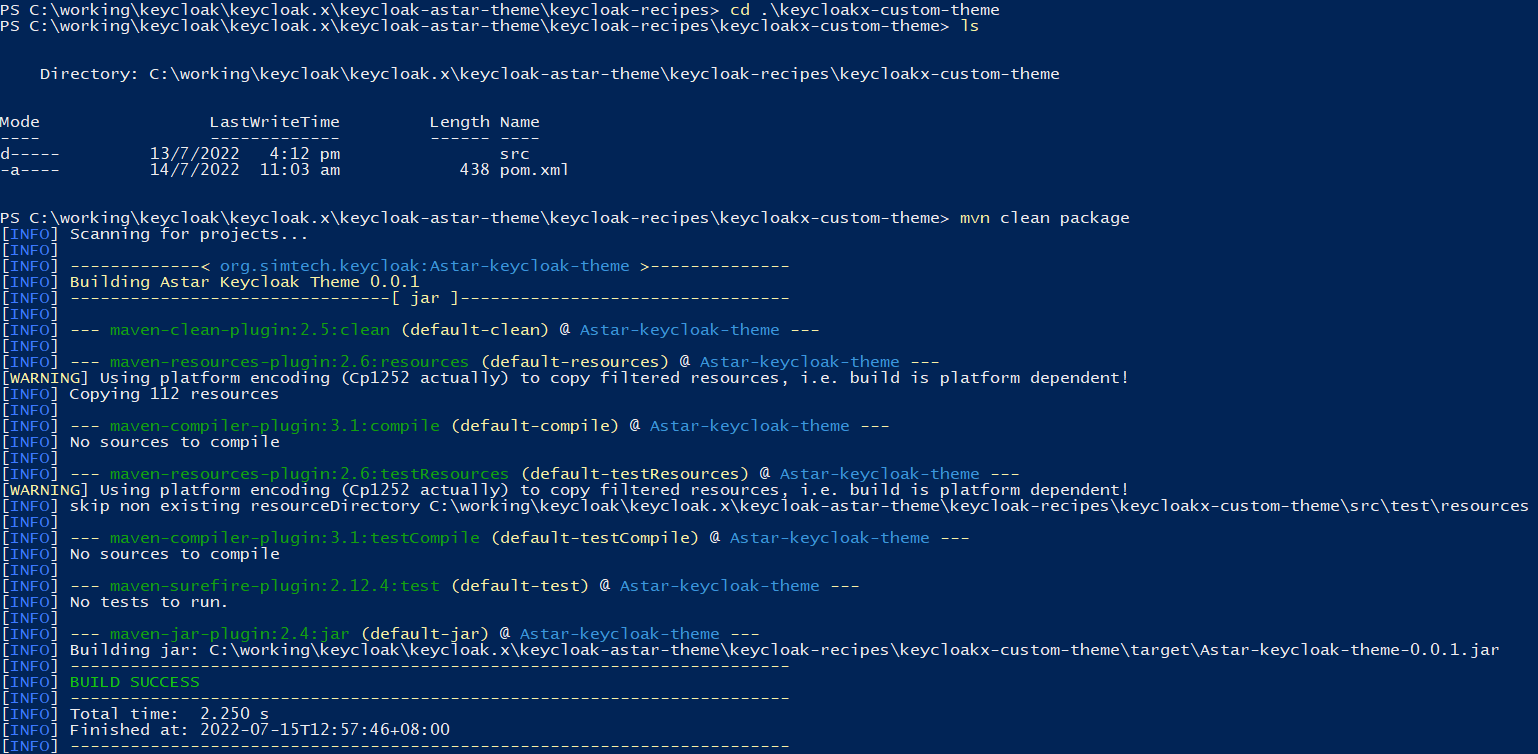 PS C:\working\keycloak\keycloak.x\keycloak-astar-theme\keycloak-recipes> cd .\keycloakx-custom-theme
PS C:\working\keycloak\keycloak.x\keycloak-astar-theme\keycloak-recipes\keycloakx-custom-theme> ls
    Directory: C:\working\keycloak\keycloak.x\keycloak-astar-theme\keycloak-recipes\keycloakx-custom-theme
Mode                 LastWriteTime         Length Name
----                 -------------         ------ ----
d-----         13/7/2022   4:12 pm                src
-a----         14/7/2022  11:03 am            438 pom.xml
PS C:\working\keycloak\keycloak.x\keycloak-astar-theme\keycloak-recipes\keycloakx-custom-theme> mvn clean package
[INFO] Scanning for projects...
[INFO]
[INFO] -------------< org.simtech.keycloak:Astar-keycloak-theme >--------------
[INFO] Building Astar Keycloak Theme 0.0.1
[INFO] --------------------------------[ jar ]---------------------------------
[INFO]
[INFO] --- maven-clean-plugin:2.5:clean (default-clean) @ Astar-keycloak-theme ---
[INFO]
[INFO] --- maven-resources-plugin:2.6:resources (default-resources) @ Astar-keycloak-theme ---
[WARNING] Using platform encoding (Cp1252 actually) to copy filtered resources, i.e. build is platform dependent!
[INFO] Copying 112 resources
[INFO]
[INFO] --- maven-compiler-plugin:3.1:compile (default-compile) @ Astar-keycloak-theme ---
[INFO] No sources to compile
[INFO]
[INFO] --- maven-resources-plugin:2.6:testResources (default-testResources) @ Astar-keycloak-theme ---
[WARNING] Using platform encoding (Cp1252 actually) to copy filtered resources, i.e. build is platform dependent!
[INFO] skip non existing resourceDirectory C:\working\keycloak\keycloak.x\keycloak-astar-theme\keycloak-recipes\keycloakx-custom-theme\src\test\resources
[INFO]
[INFO] --- maven-compiler-plugin:3.1:testCompile (default-testCompile) @ Astar-keycloak-theme ---
[INFO] No sources to compile
[INFO]
[INFO] --- maven-surefire-plugin:2.12.4:test (default-test) @ Astar-keycloak-theme ---
[INFO] No tests to run.
[INFO]
[INFO] --- maven-jar-plugin:2.4:jar (default-jar) @ Astar-keycloak-theme ---
[INFO] Building jar: C:\working\keycloak\keycloak.x\keycloak-astar-theme\keycloak-recipes\keycloakx-custom-theme\target\Astar-keycloak-theme-0.0.1.jar
[INFO] ------------------------------------------------------------------------
[INFO] BUILD SUCCESS
[INFO] ------------------------------------------------------------------------
[INFO] Total time:  2.250 s
[INFO] Finished at: 2022-07-15T12:57:46+08:00
[INFO] ------------------------------------------------------------------------